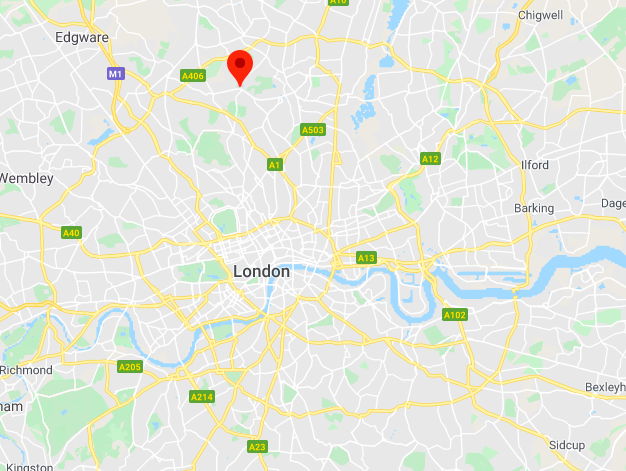 A10
Chigwell
Edgware
M1
A406
A503
A1
A12
Ilford
Wembley
Barking
Dage
A40
A13
London
A102
Richmond
A205
Bexleyh
A214
ham
A23
Sidcup
Kingston